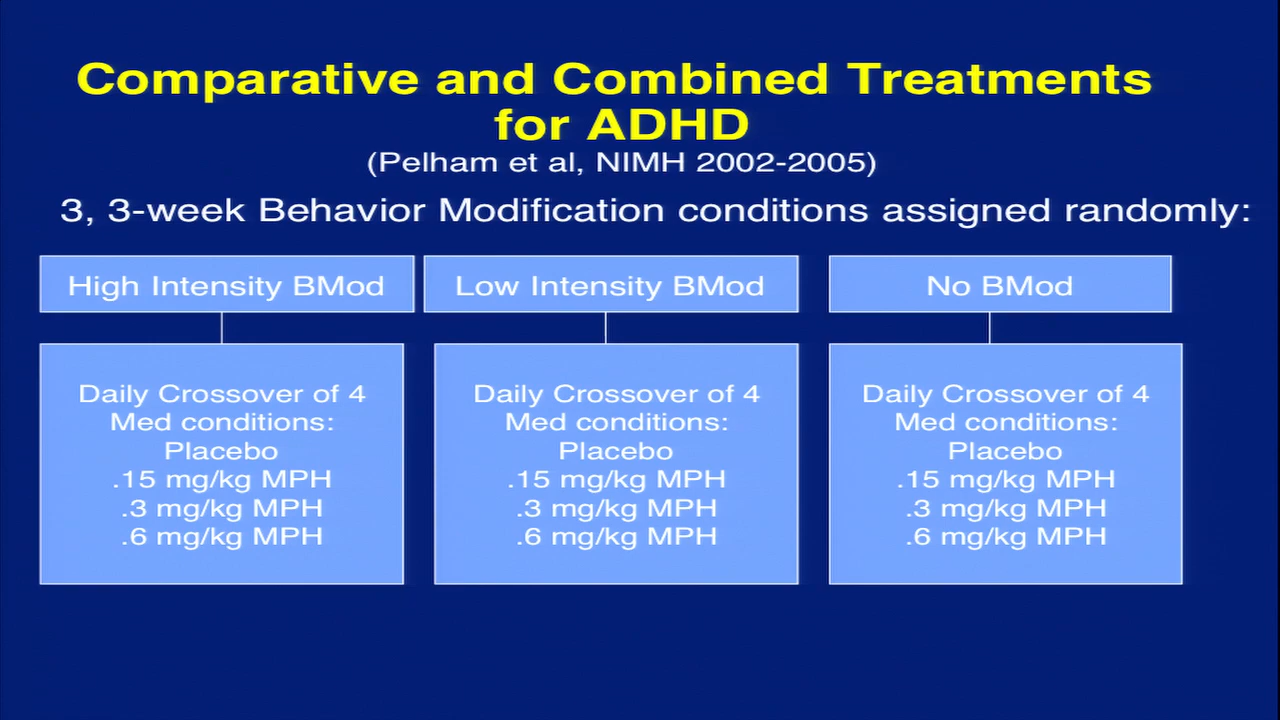 Comparative and Combined Treatments
for ADHD
(Pelham et al, NIMH 2002-2005)
3, 3-week Behavior Modification conditions assigned randomly:
High Intensity BMod
Low Intensity BMod
No BMod
Daily Crossover of 4
Med conditions:
Placebo
.15 mg/kg MPH
.3 mg/kg MPH
.6 mg/kg MPH
Daily Crossover of 4
Med conditions:
Placebo
.15 mg/kg MPH
.3 mg/kg MPH
.6 mg/kg MPH
Daily Crossover of 4
Med conditions:
Placebo
.15 mg/kg MPH
.3 mg/kg MPH
.6 mg/kg MPH